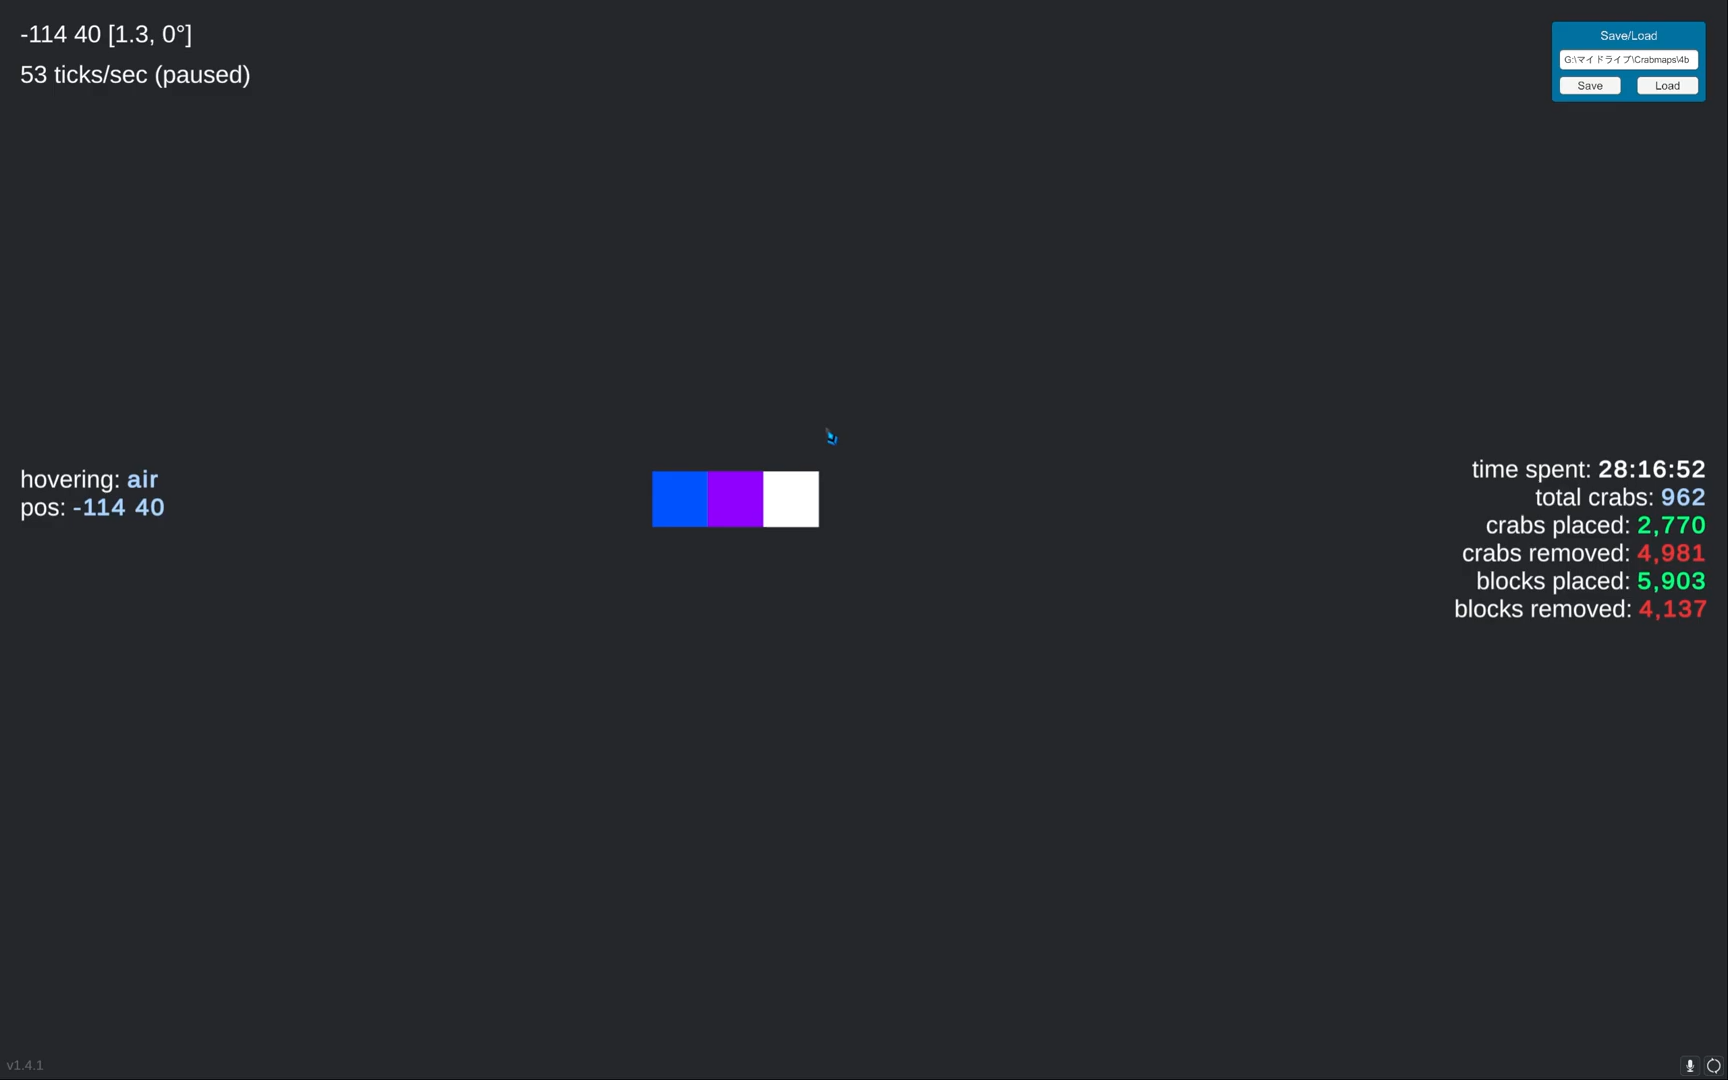 -114 40 [1.3, 0°]
53 ticks/sec (paused)
Save/Load
G:\マイドライブ\Crabmaps\4b
Save Load
hovering: air
pos: -114 40
time spent: 28:16:52
total crabs: 962
crabs placed: 2,770
crabs removed: 4,981
blocks placed: 5,903
blocks removed: 4,137
v1.4.1